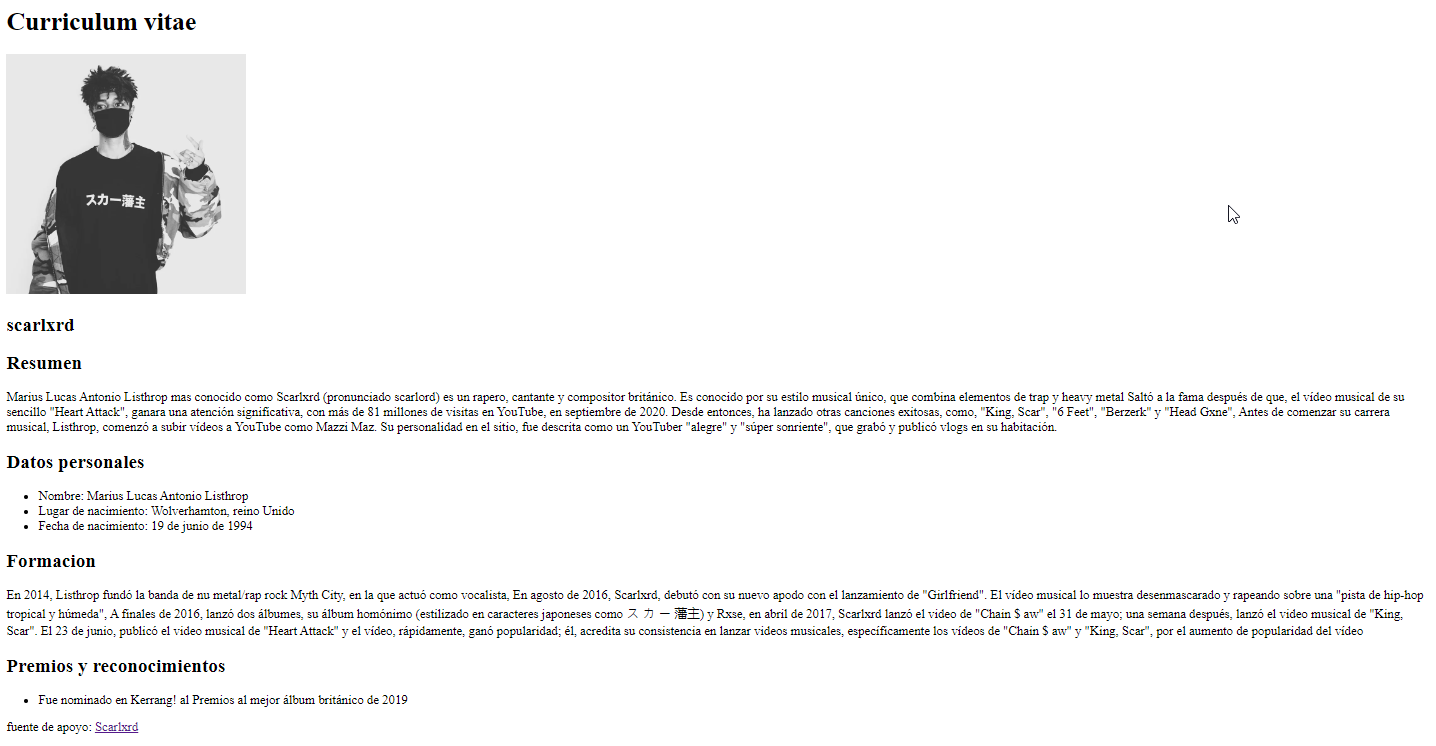 Curriculum vitae
スカー藩主
scarlxrd
Resumen
Marius Lucas Antonio Listhrop mas conocido como Scarlxrd (pronunciado scarlord) es un rapero, cantante y compositor británico. Es conocido por su estilo musical único, que combina elementos de trap y heavy metal Saltó a la fama después de que, el vídeo musical de su
sencillo "Heart Attack", ganara una atención significativa, con más de 81 millones de visitas en YouTube, en septiembre de 2020. Desde entonces, ha lanzado otras canciones exitosas, como, "King, Scar", "6 Feet", "Berzerk" y "Head Gxne", Antes de comenzar su carrera
musical, Listhrop, comenzó a subir vídeos a YouTube como Mazzi Maz. Su personalidad en el sitio, fue descrita como un YouTuber "alegre" y "súper sonriente", que grabó y publicó vlogs en su habitación.
Datos personales
• Nombre: Marius Lucas Antonio Listhrop
• Lugar de nacimiento: Wolverhamton, reino Unido
• Fecha de nacimiento: 19 de junio de 1994
Formacion
En 2014, Listhrop fundó la banda de nu metal/rap rock Myth City, en la que actuó como vocalista, En agosto de 2016, Scarlxrd, debutó con su nuevo apodo con el lanzamiento de "Girlfriend". El vídeo musical lo muestra desenmascarado y rapeando sobre una "pista de hip-hop
tropical y húmeda", A finales de 2016, lanzó dos álbumes, su álbum homónimo (estilizado en caracteres japoneses como ス カ ー 藩主) y Rxse, en abril de 2017, Scarlxrd lanzó el video de "Chain $ aw" el 31 de mayo; una semana después, lanzó el vídeo musical de "King,
Scar". El 23 de junio, publicó el vídeo musical de "Heart Attack" y el vídeo, rápidamente, ganó popularidad; él, acredita su consistencia en lanzar videos musicales, específicamente los vídeos de "Chain $ aw" y "King, Scar", por el aumento de popularidad del vídeo
Premios y reconocimientos
• Fue nominado en Kerrang! al Premios al mejor álbum británico de 2019
fuente de apoyo: Scarlxrd